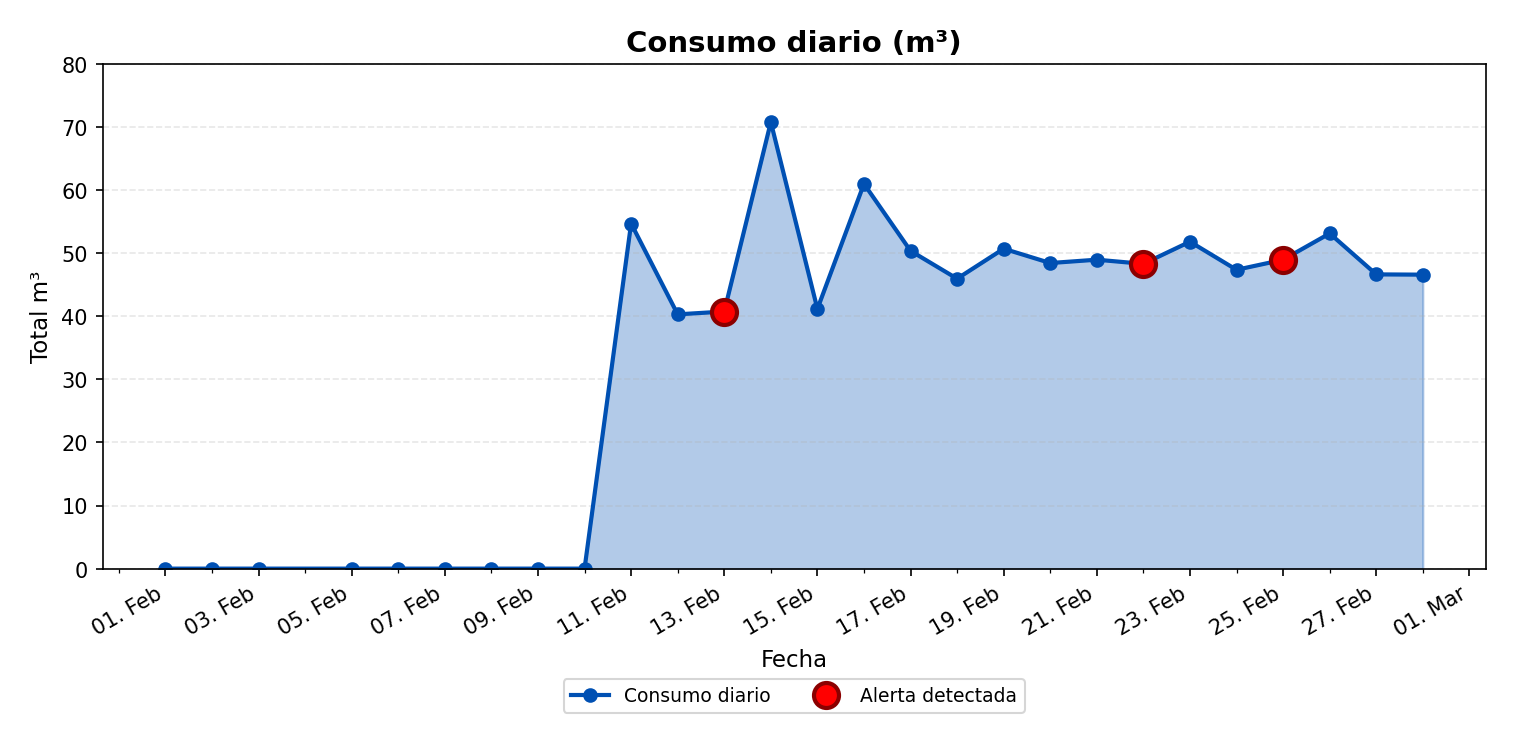 Consumo diario (m³)
80
70
60
50
40
30
20
10
0
Total m³
01. Feb
03. Feb
05. Feb
07. Feb
09. Feb
11. Feb
13. Feb
15. Feb
17. Feb
19. Feb
21. Feb
23. Feb
25. Feb
27. Feb
01. Mar
Fecha
Consumo diario
Alerta detectada